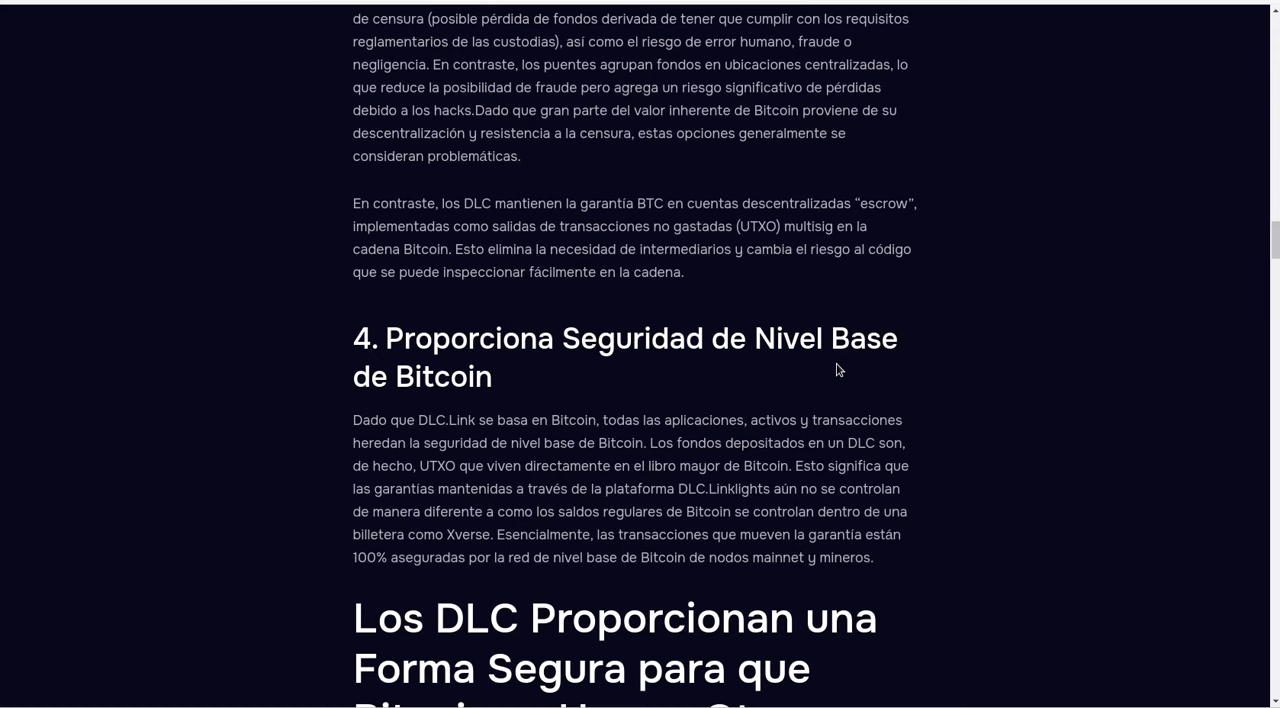 de censura (posible pérdida de fondos derivada de tener que cumplir con los requisitos
reglamentarios de las custodias), así como el riesgo de error humano, fraude o
negligencia. En contraste, los puentes agrupan fondos en ubicaciones centralizadas, lo
que reduce la posibilidad de fraude pero agrega un riesgo significativo de pérdidas
debido a los hacks.Dado que gran parte del valor inherente de Bitcoin proviene de su
descentralización y resistencia a la censura, estas opciones generalmente se
consideran problemáticas.
En contraste, los DLC mantienen la garantía BTC en cuentas descentralizadas “escrow”,
implementadas como salidas de transacciones no gastadas (UTXO) multisig en la
cadena Bitcoin. Esto elimina la necesidad de intermediarios y cambia el riesgo al código
que se puede inspeccionar fácilmente en la cadena.
4. Proporciona Seguridad de Nivel Base
de Bitcoin
Dado que DLC.Link se basa en Bitcoin, todas las aplicaciones, activos y transacciones
heredan la seguridad de nivel base de Bitcoin. Los fondos depositados en un DLC son,
de hecho, UTXO que viven directamente en el libro mayor de Bitcoin. Esto significa que
las garantías mantenidas a través de la plataforma DLC.Linklights aún no se controlan
de manera diferente a como los saldos regulares de Bitcoin se controlan dentro de una
billetera como Xverse. Esencialmente, las transacciones que mueven la garantía están
100% aseguradas por la red de nivel base de Bitcoin de nodos mainnet y mineros.
Los DLC Proporcionan una
Forma Segura para que